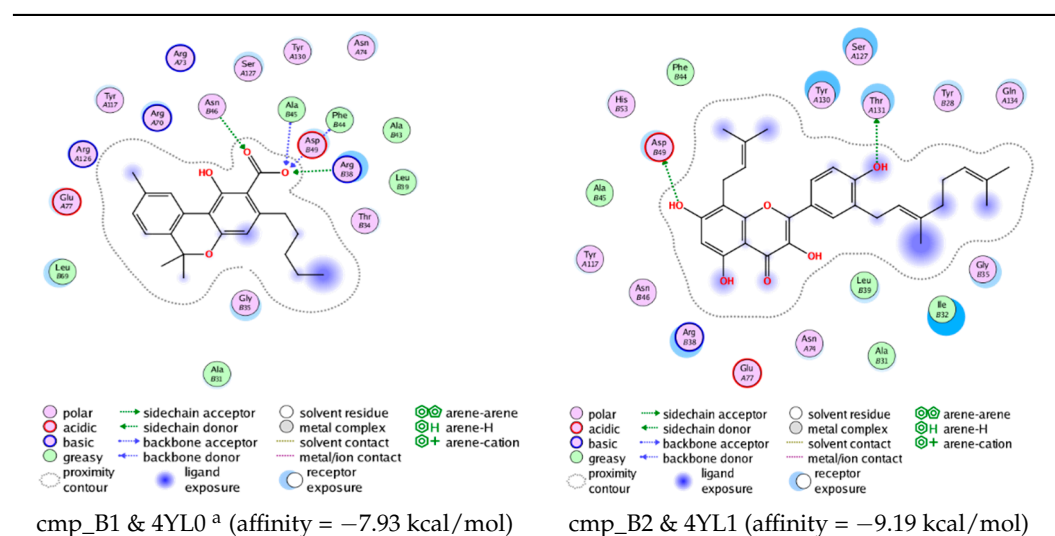 Arg
A73
Tyr
A130
Asn
A74
Ser
A127
Tyr
A117
Asn
B46
Ala
B45
Phe
B44
Arg
A70
Ala
B43
Asp
B49
Arg
A126
Arg
B38
Leu
B39
Glu
A77
Thr
B34
Leu
B69
Gly
B35
Ala
B31
HO
O
O
O
polar
acidic
basic
greasy
proximity
contour
sidechain acceptor
sidechain donor
backbone acceptor
backbone donor
ligand
exposure
solvent residue
metal complex
solvent contact
metal/ion contact
receptor
exposure
arene-arene
H arene-H
+ arene-cation
cmp_B1 & 4YL0 a (affinity = −7.93 kcal/mol)
Ser
A127
Phe
B44
Tyr
A130
Thr
A131
Tyr
B28
Gln
A134
His
B53
Asp
B49
Ala
B45
Tyr
A117
Asn
B46
Arg
B38
Glu
A77
Asn
A74
Leu
B39
Ala
B31
Ile
B32
Gly
B35
OH
HO
O
OH
OH
O
polar
acidic
basic
greasy
proximity
contour
sidechain acceptor
sidechain donor
backbone acceptor
backbone donor
ligand
exposure
solvent residue
metal complex
solvent contact
metal/ion contact
receptor
exposure
arene-arene
H arene-H
+ arene-cation
cmp_B2 & 4YL1 (affinity = −9.19 kcal/mol)